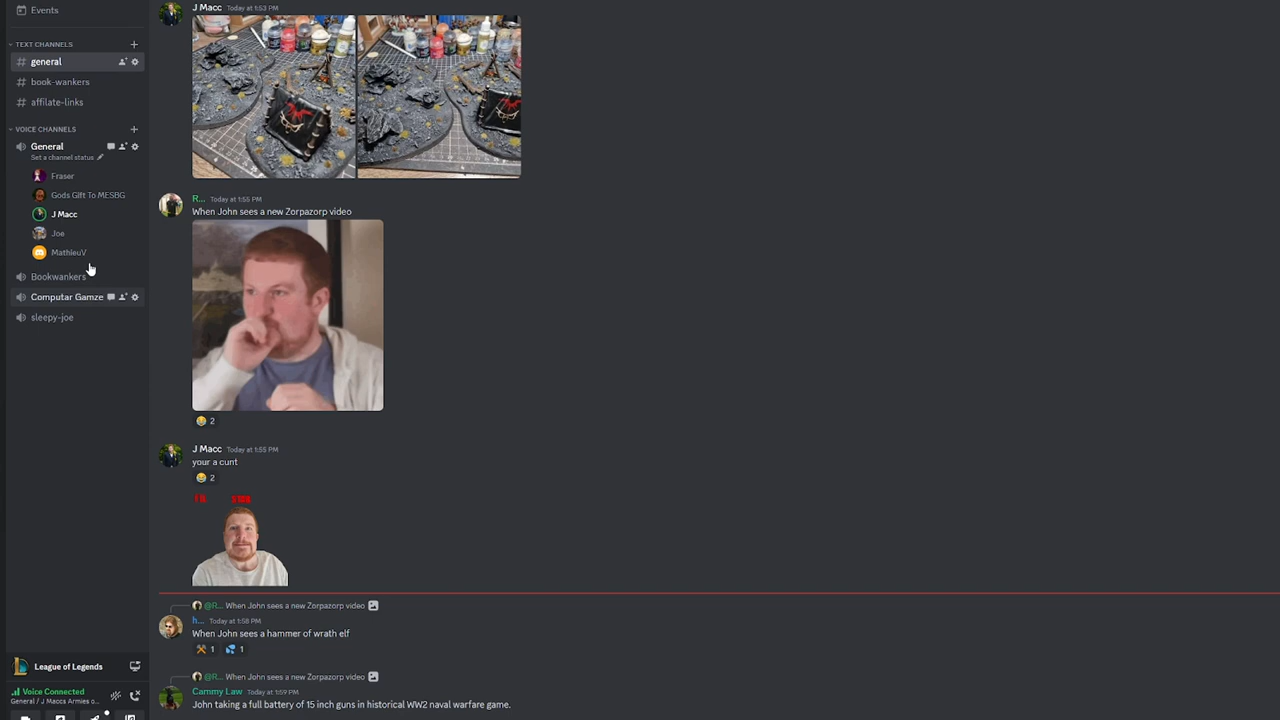 Events
TEXT CHANNELS
general
book-wankers
affilate-links
VOICE CHANNELS
General
Set a channel status
Fraser
Gods Gift To MESBG
J Macc
Joe
MathieuV
Bookwankers
Computar Gamze
sleepy-joe
League of Legends
Voice Connected
General / J Maccs Armies o...
J Macc Today at 1:53 PM
R... Today at 1:55 PM
When John sees a new Zorpazorp video
2
J Macc Today at 1:55 PM
your a cunt
2
@R... When John sees a new Zorpazorp video
h... Today at 1:58 PM
When John sees a hammer of wrath elf
1 1
@R... When John sees a new Zorpazorp video
Cammy Law Today at 1:59 PM
John taking a full battery of 15 inch guns in historical WW2 naval warfare game.